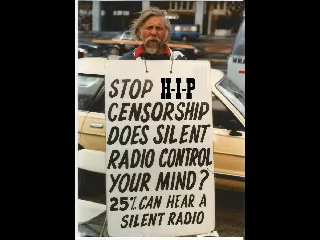 STOP H-I-P
CENSORSHIP
DOES SILENT
RADIO CONTROL
YOUR MIND?
25% CAN HEAR A
SILENT RADIO